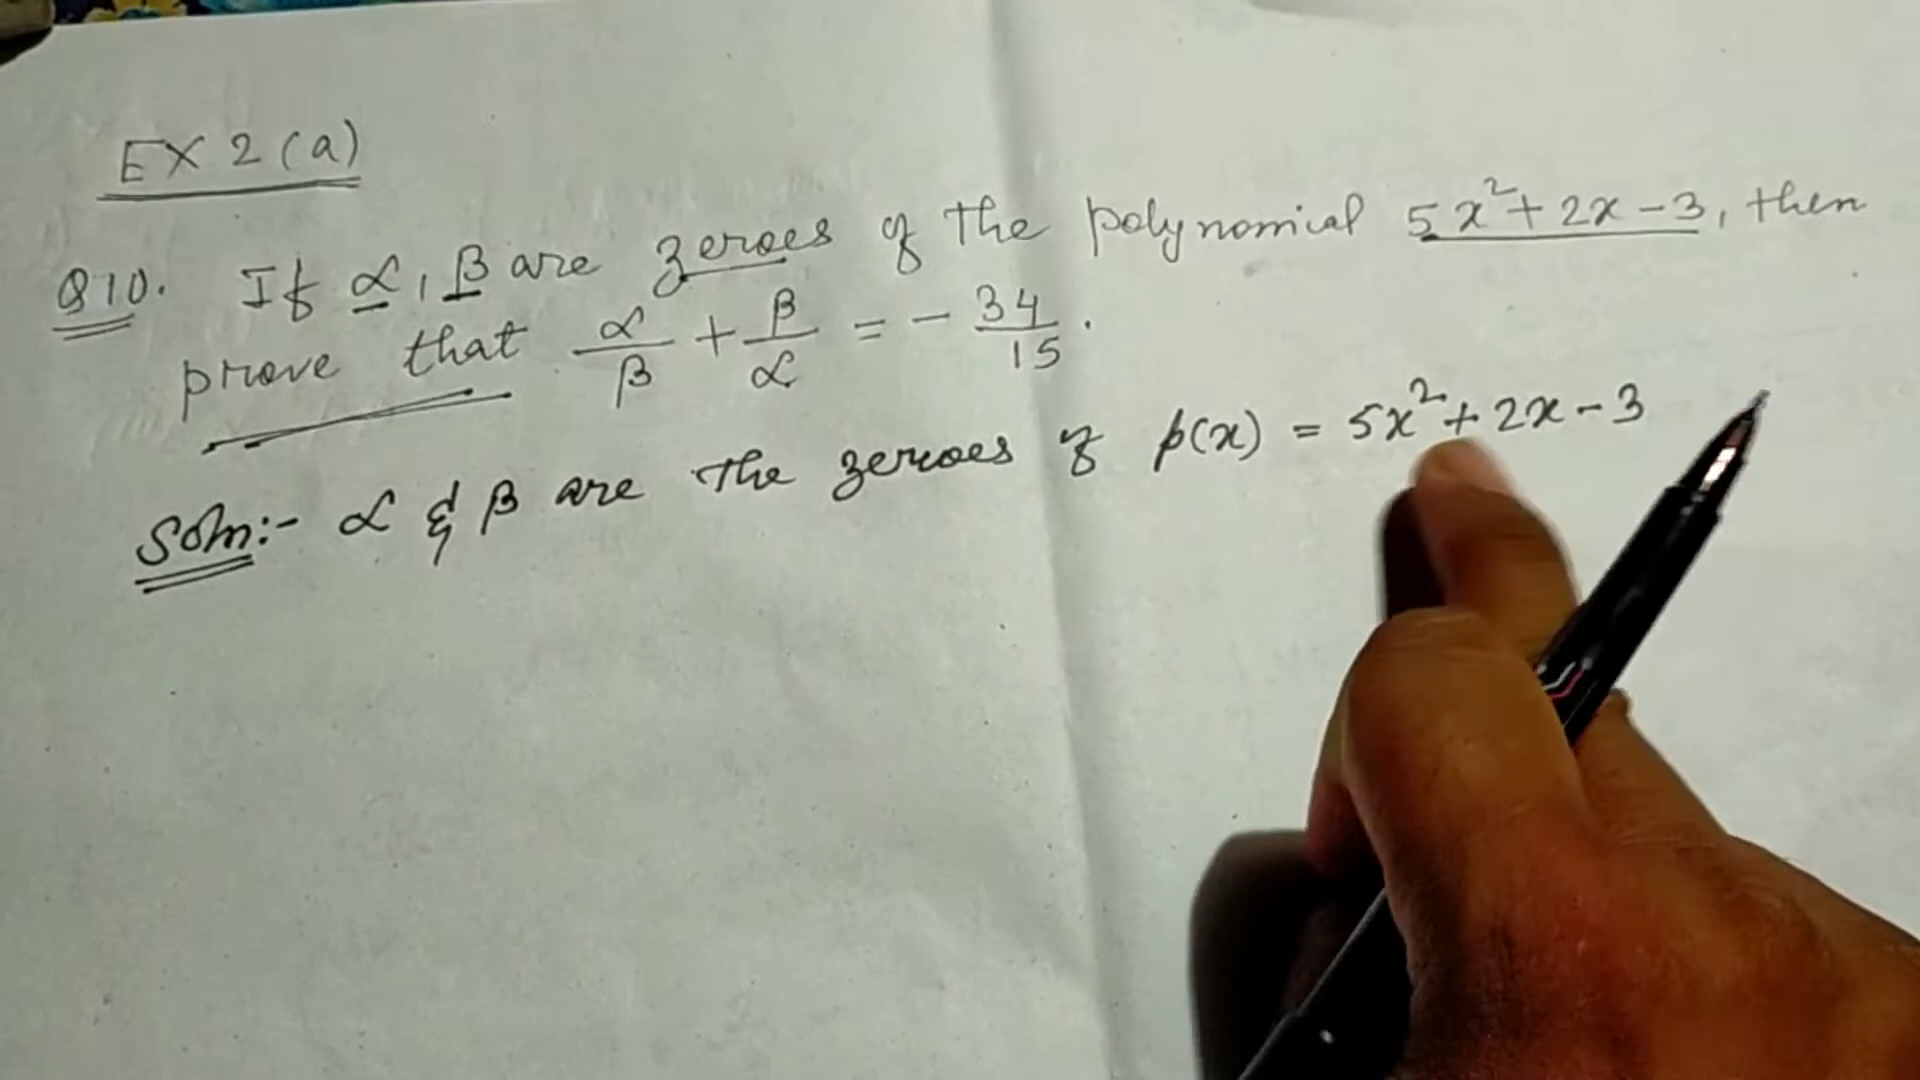 EX 2 (a)
Q10. If α, β are zeroes of the polynomial 5x²+2x-3, then
prove that α/β + β/α = - 34/15.
Soln:- α & β are the zeroes of p(x) = 5x²+2x-3